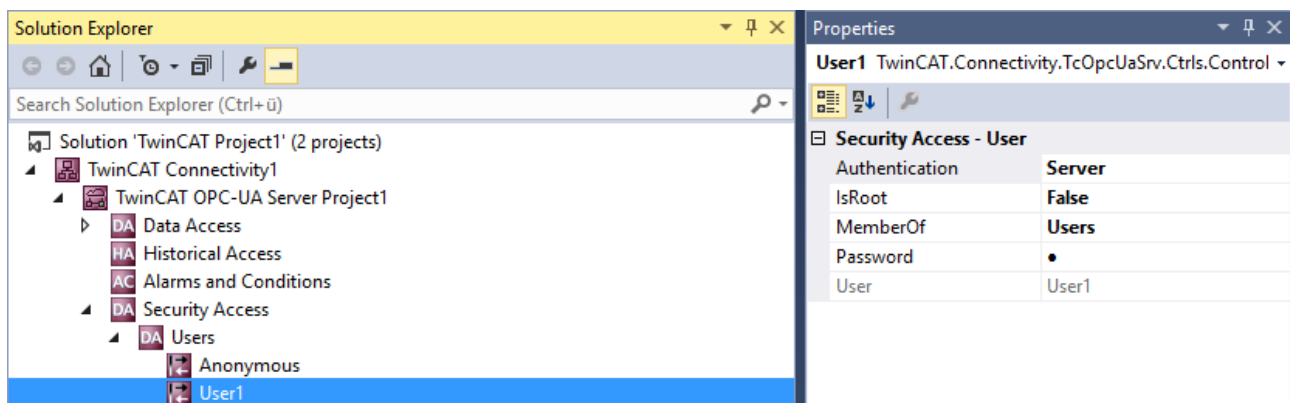 Solution Explorer
Search Solution Explorer (Ctrl+ü)
Solution 'TwinCAT Project1' (2 projects)
TwinCAT Connectivity1
TwinCAT OPC-UA Server Project1
DA Data Access
HA Historical Access
AC Alarms and Conditions
DA Security Access
DA Users
Anonymous
User1
Properties
User1 TwinCAT.Connectivity.TcOpcUaSrv.Ctrls.Control
Security Access - User
Authentication Server
IsRoot False
MemberOf Users
Password ●
User User1